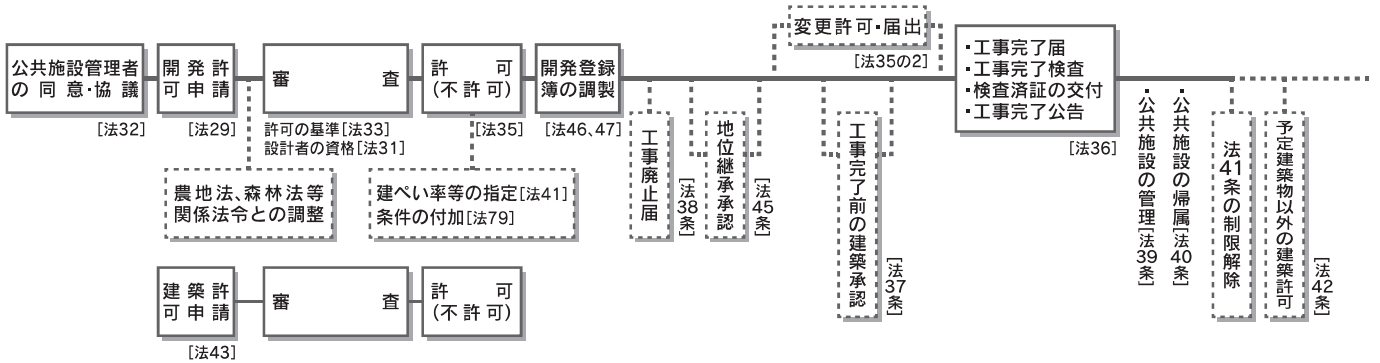 公共施設管理者
の同意・協議
[法32]
開発許
可申請
[法29]
審査
許可の基準[法33]
設計者の資格[法31]
許可
(不許可)
[法35]
開発登録
簿の調製
[法46、47]
農地法、森林法等
関係法令との調整
建ぺい率等の指定[法41]
条件の付加[法79]
工事廃止届
[法38条]
地位継承承認
[法45条]
変更許可・届出
[法35の2]
工事完了前の建築承認
[法37条]
・工事完了届
・工事完了検査
・検査済証の交付
・工事完了公告
[法36]
・公共施設の管理[法39条]
・公共施設の帰属[法40条]
法41条の制限解除
予定建築物以外の建築許可
[法42条]
建築許
可申請
[法43]
審査
許可
(不許可)